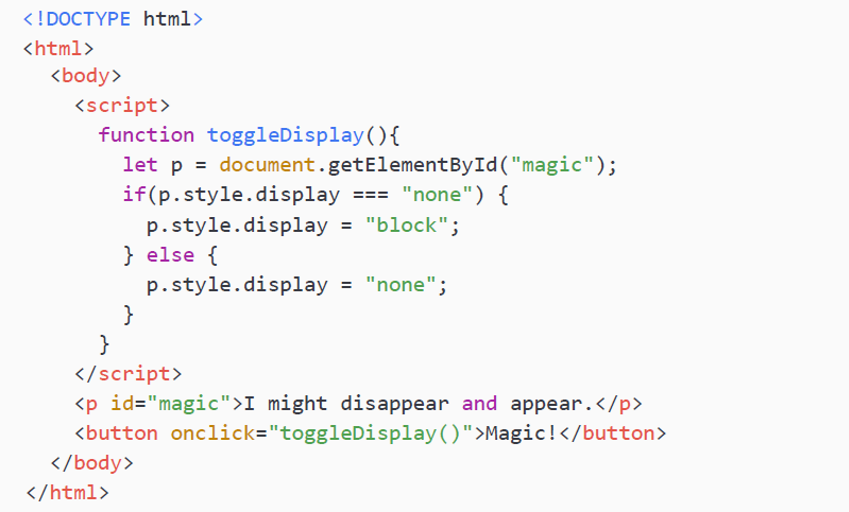 <!DOCTYPE html>
<html>
<body>
<script>
function toggleDisplay(){
let p = document.getElementById("magic");
if(p.style.display === "none") {
p.style.display = "block";
} else {
p.style.display = "none";
}
}
</script>
<p id="magic">I might disappear and appear.</p>
<button onclick="toggleDisplay()">Magic!</button>
</body>
</html>